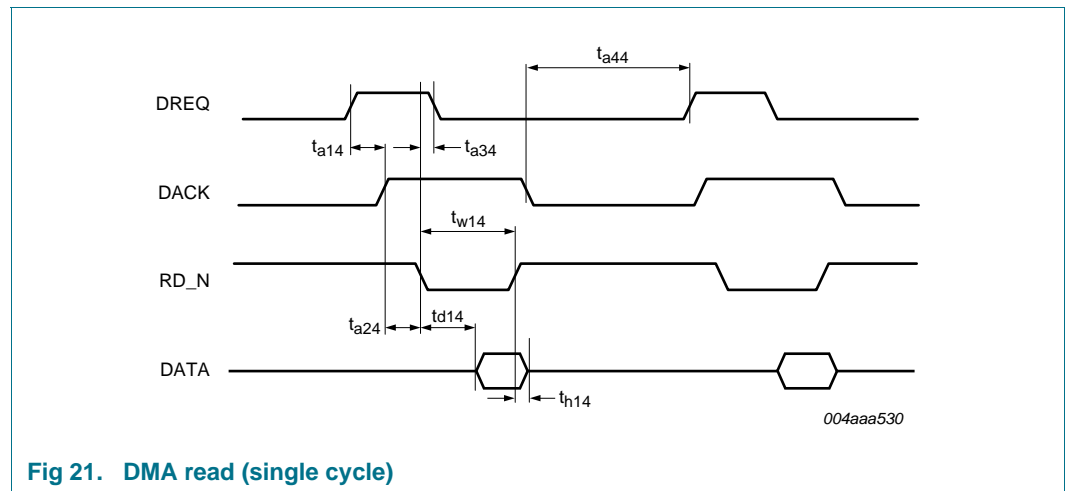 ta44
DREQ
ta14
ta34
DACK
tw14
RD_N
ta24
td14
DATA
th14
004aaa530
Fig 21. DMA read (single cycle)